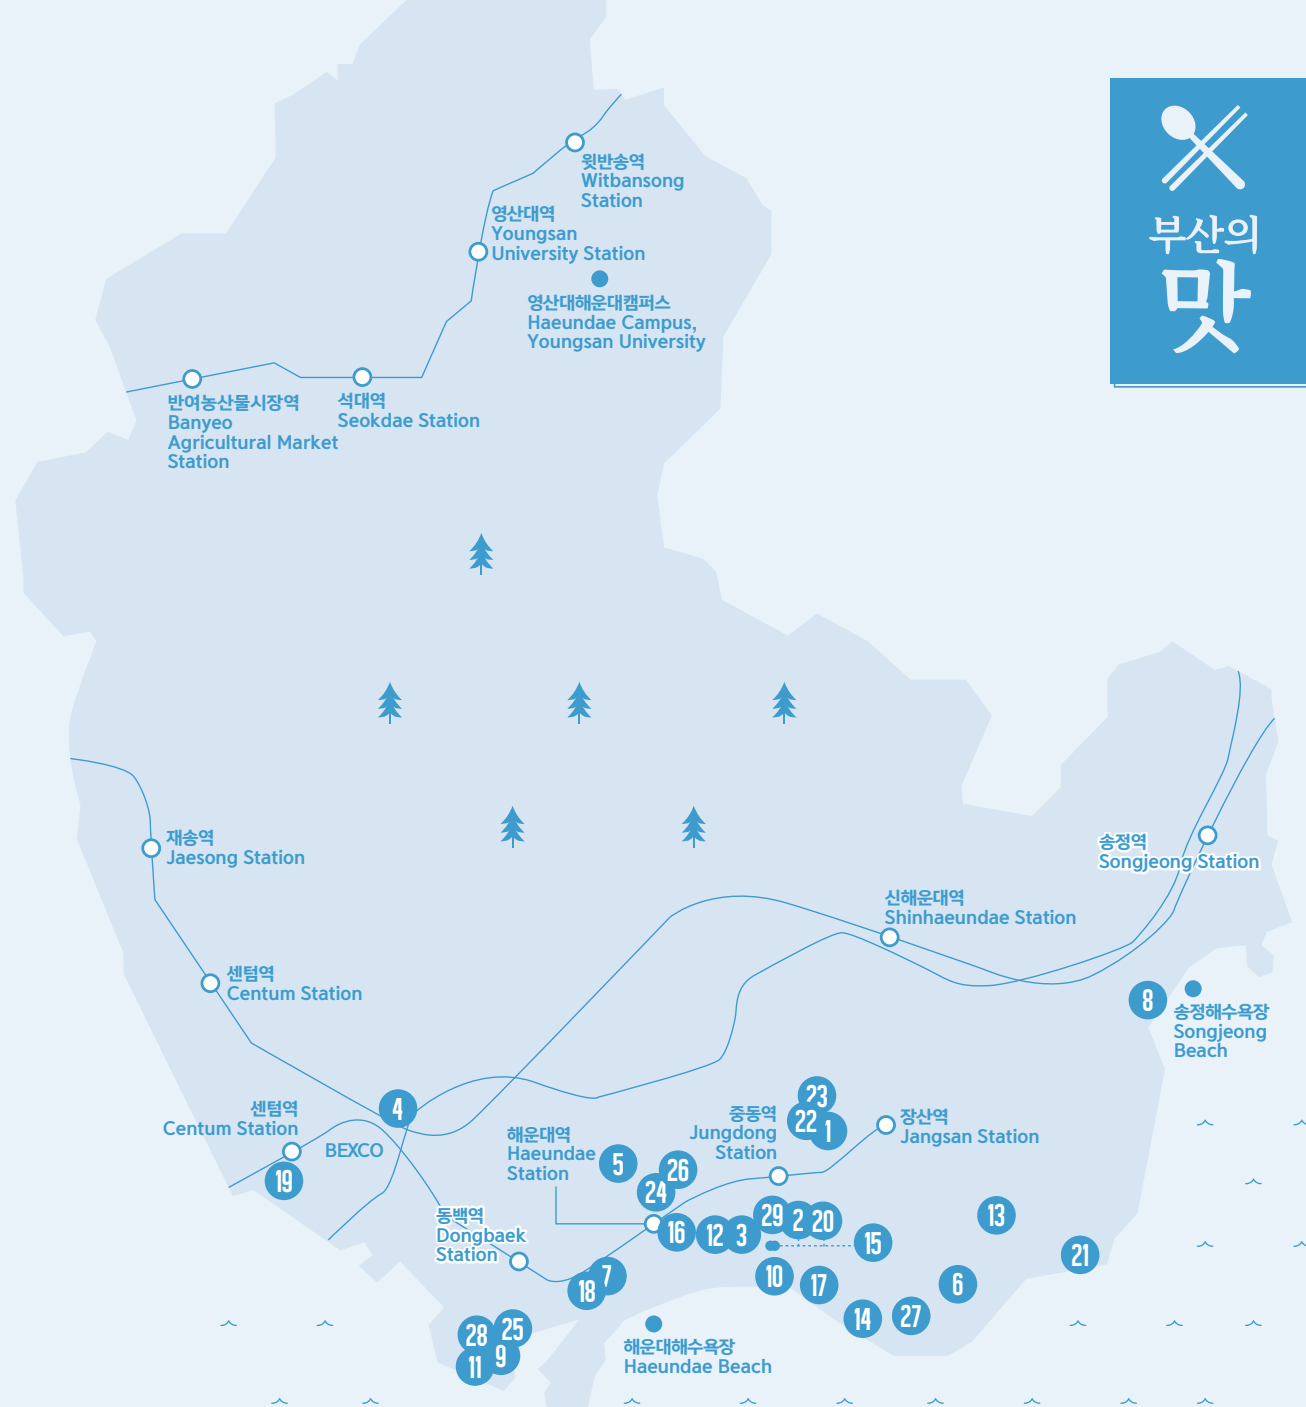 부산의
맛
윗반송역
Witbansong
Station
영산대역
Youngsan
University Station
영산대해운대캠퍼스
Haeundae Campus,
Youngsan University
반여농산물시장역
Banyeo
Agricultural Market
Station
석대역
Seokdae Station
재송역
Jaesong Station
송정역
Songjeong Station
신해운대역
Shinhaeundae Station
센텀역
Centum Station
8
송정해수욕장
Songjeong
Beach
4
센텀역
Centum Station
BEXCO
19
23
22
1
중동역
Jungdong
Station
장산역
Jangsan Station
해운대역
Haeundae
Station
5
26
24
16
12
3
29
2
20
15
13
21
동백역
Dongbaek
Station
7
18
10
17
6
14
27
28
25
11
9
해운대해수욕장
Haeundae Beach